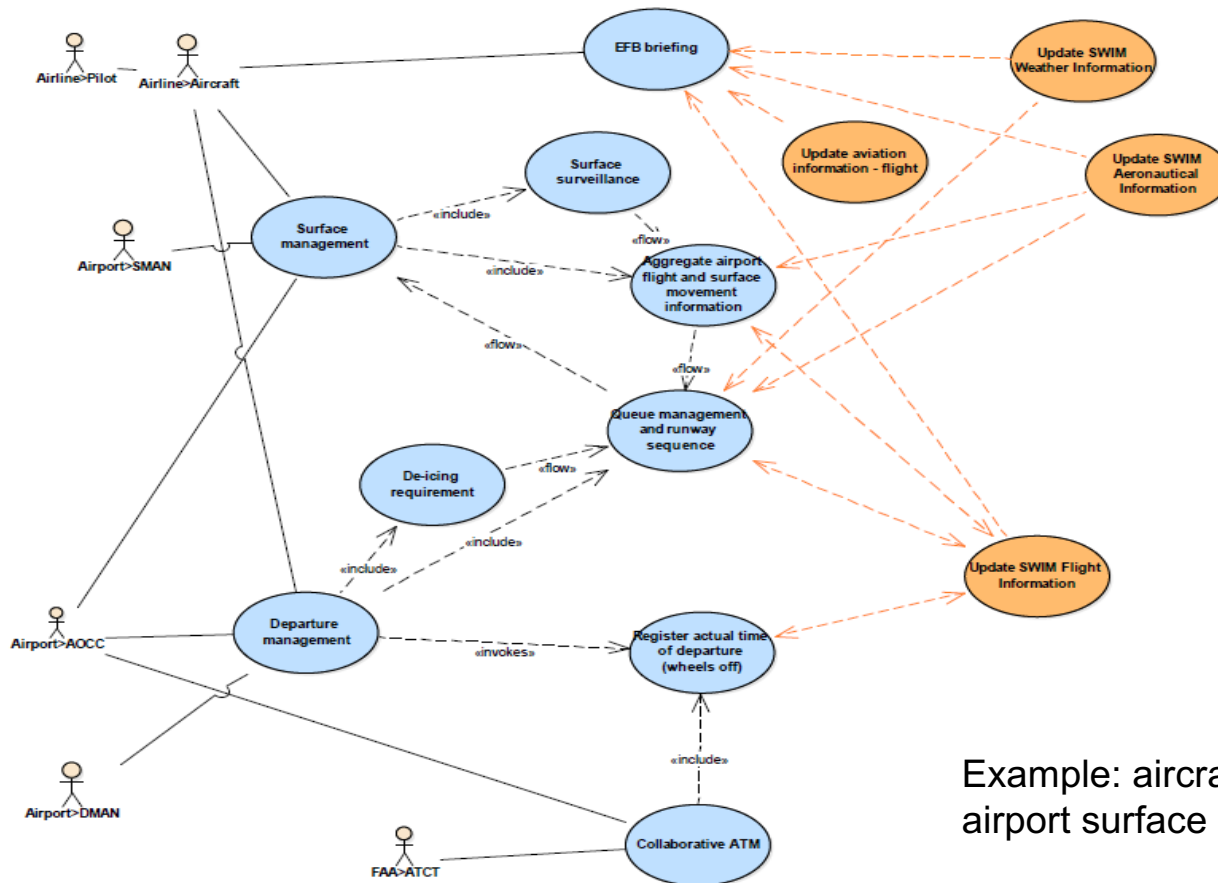 EFB briefing
Update SWIM
Weather Information
Airline>Pilot
Airline>Aircraft
Update aviation
information - flight
Update SWIM
Aeronautical
Information
Surface
surveillance
«include»
Surface
management
«flow»
Airport>SMAN
«include»
Aggregate airport
flight and surface
movement
information
«flow»
«flow»
Queue management
and runway
sequence
De-icing
requirement
«flow»
«include»
«include»
Update SWIM Flight
Information
Airport>AOCC
Departure
management
«invokes»
Register actual time
of departure
(wheels off)
«include»
Airport>DMAN
Example: aircra
airport surface
Collaborative ATM
FAA>ATCT